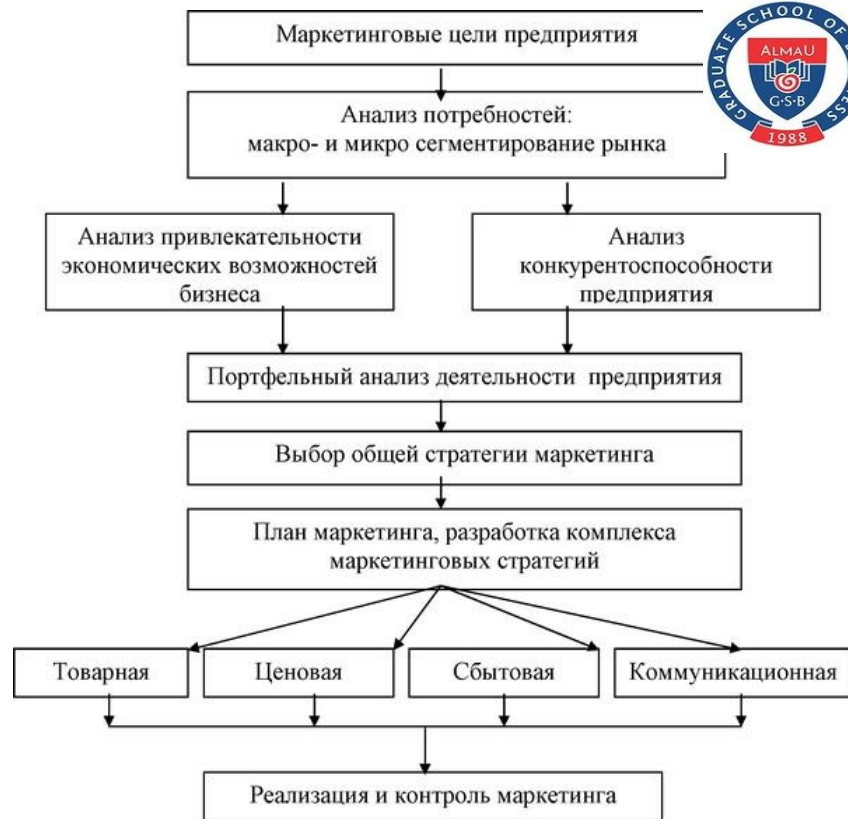 Маркетинговые цели предприятия
GRADUATE SCHOOL OF
ALMAU
G·S·B
1988
Анализ потребностей:
макро- и микро сегментирование рынка
Анализ привлекательности
экономических возможностей
бизнеса
Анализ
конкурентоспособности
предприятия
Портфельный анализ деятельности предприятия
Выбор общей стратегии маркетинга
План маркетинга, разработка комплекса
маркетинговых стратегий
Товарная
Ценовая
Сбытовая
Коммуникационная
Реализация и контроль маркетинга